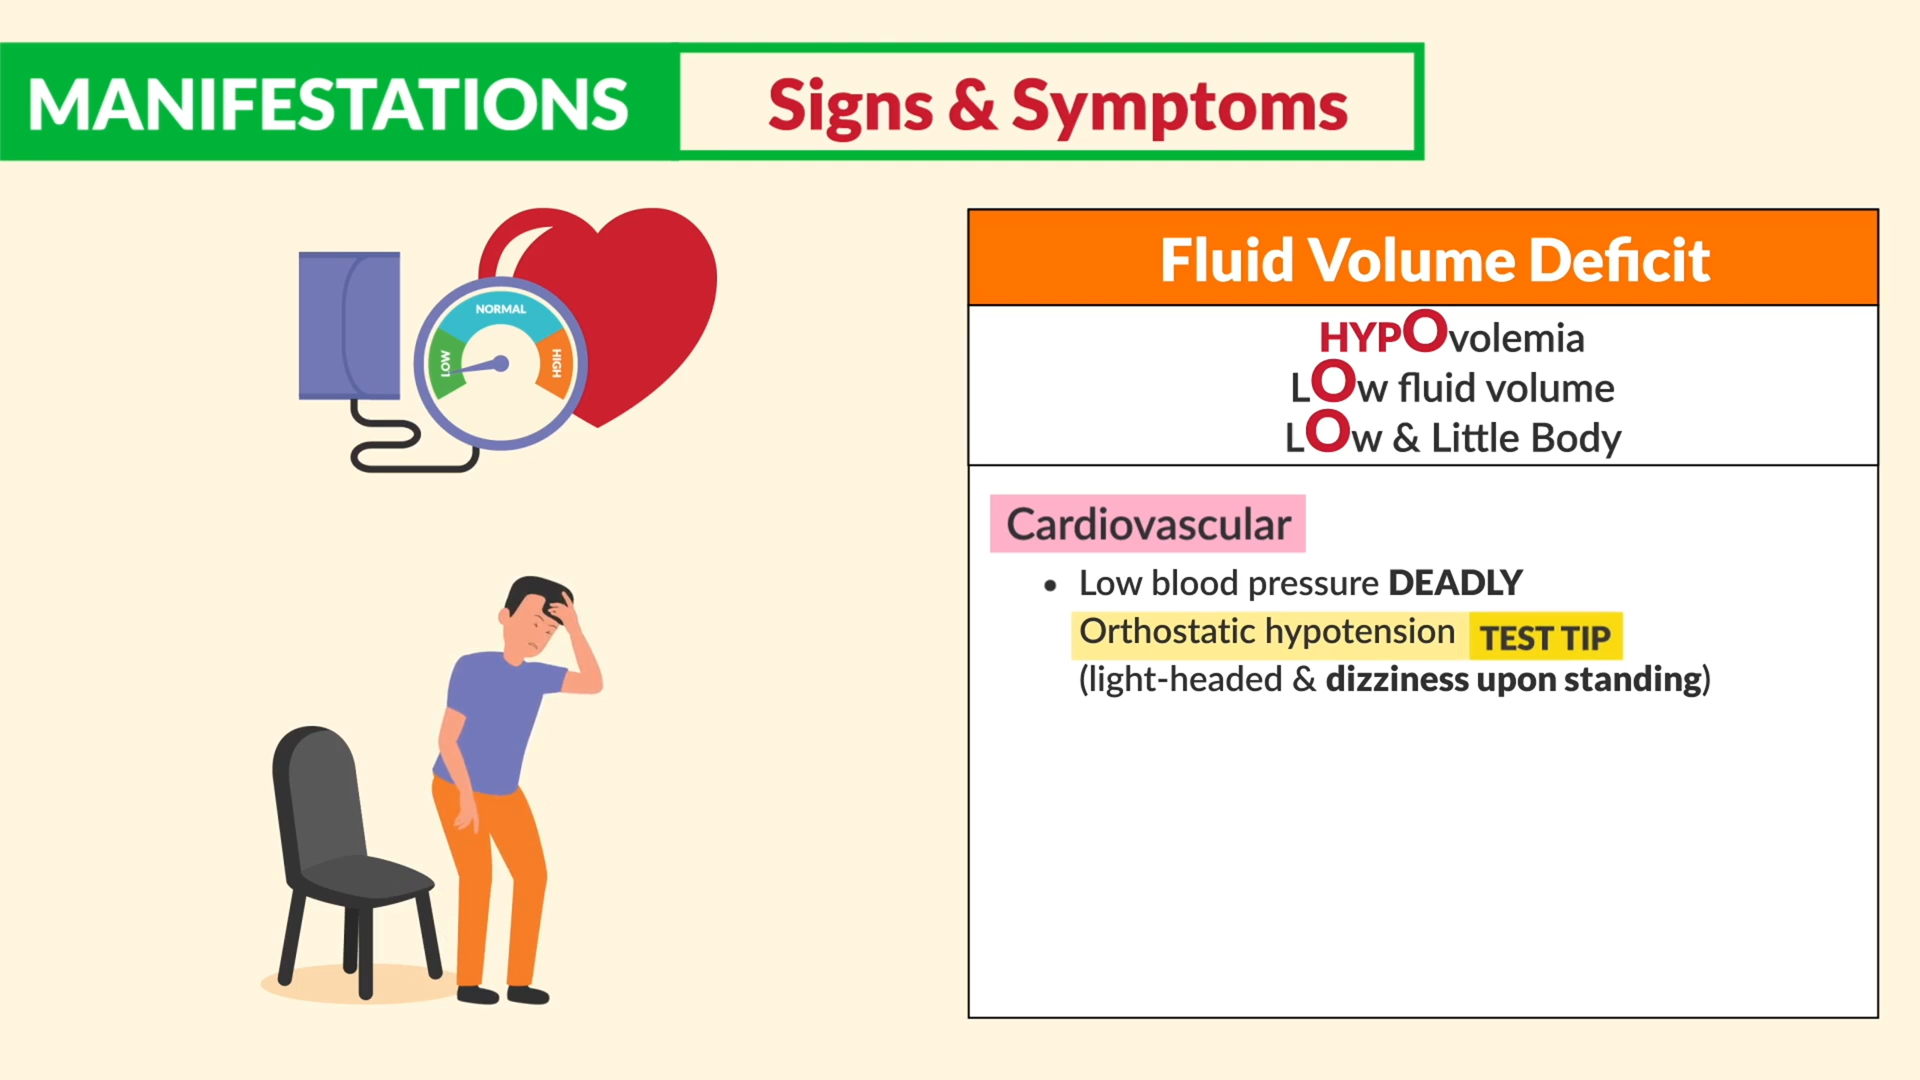 MANIFESTATIONS
Signs & Symptoms
NORMAL
LOW
HIGH
Fluid Volume Deficit
HYPOvolemia
LOw fluid volume
LOw & Little Body
Cardiovascular
• Low blood pressure DEADLY
Orthostatic hypotension TEST TIP
(light-headed & dizziness upon standing)